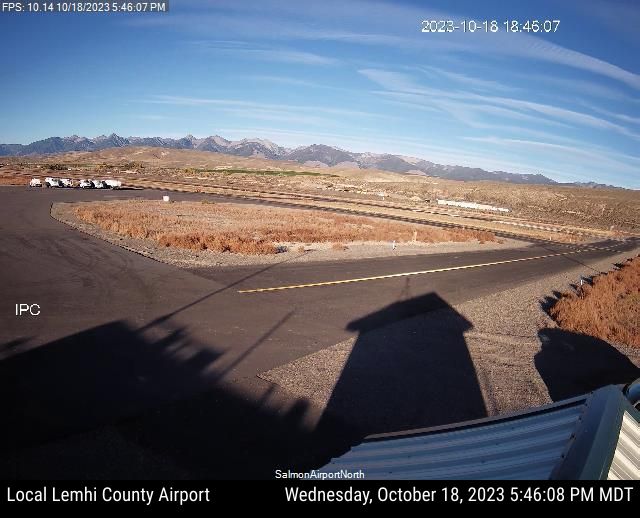 FPS: 10.14 10/18/2023 5:46:07 PM
2023-10-18 18:46:07
IPC
SalmonAirportNorth
Local Lemhi County Airport
Wednesday, October 18, 2023 5:46:08 PM MDT